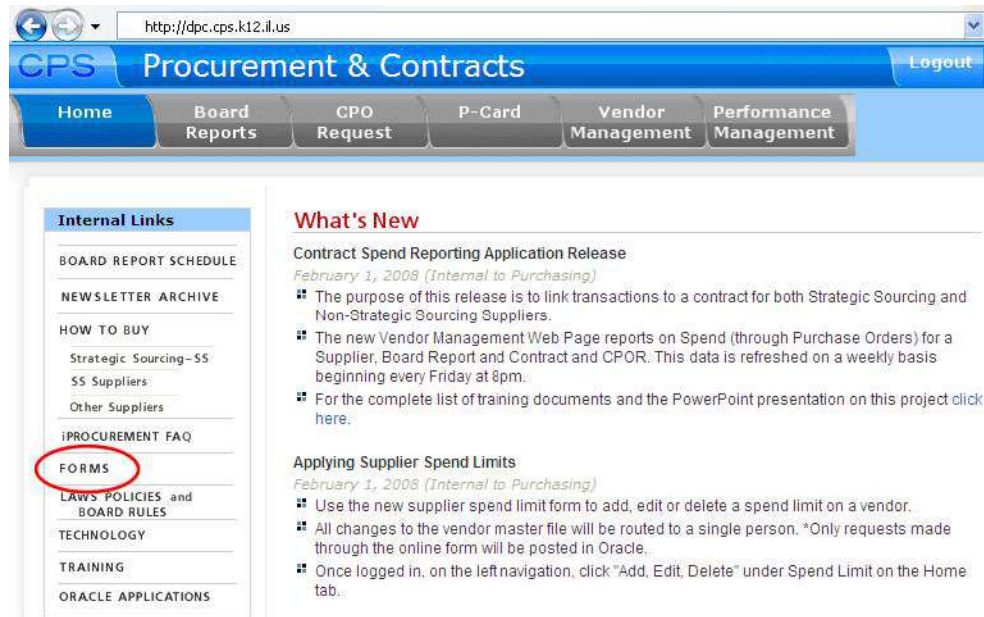 http://dpc.cps.k12.il.us
CPS Procurement & Contracts Logout
Home Board Reports CPO Request P-Card Vendor Management Performance Management
Internal Links
BOARD REPORT SCHEDULE
NEWSLETTER ARCHIVE
HOW TO BUY
Strategic Sourcing-SS
SS Suppliers
Other Suppliers
iPROCUREMENT FAQ
FORMS
LAWS POLICIES and
BOARD RULES
TECHNOLOGY
TRAINING
ORACLE APPLICATIONS
What's New
Contract Spend Reporting Application Release
February 1, 2008 (Internal to Purchasing)
The purpose of this release is to link transactions to a contract for both Strategic Sourcing and
Non-Strategic Sourcing Suppliers.
The new Vendor Management Web Page reports on Spend (through Purchase Orders) for a
Supplier, Board Report and Contract and CPOR. This data is refreshed on a weekly basis
beginning every Friday at 8pm.
For the complete list of training documents and the PowerPoint presentation on this project click
here.
Applying Supplier Spend Limits
February 1, 2008 (Internal to Purchasing)
Use the new supplier spend limit form to add, edit or delete a spend limit on a vendor.
All changes to the vendor master file will be routed to a single person. *Only requests made
through the online form will be posted in Oracle.
Once logged in, on the left navigation, click "Add, Edit, Delete" under Spend Limit on the Home
tab.